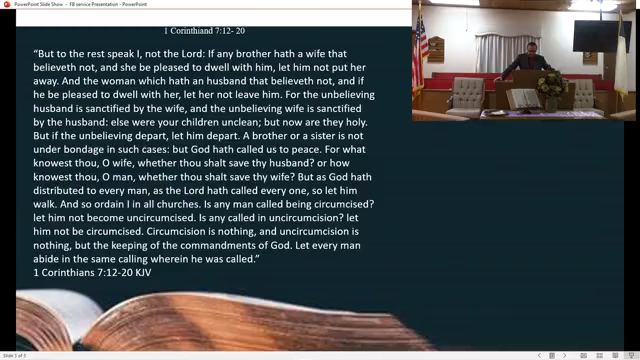 PowerPoint Slide Show - FB service Presentation - PowerPoint
1 Corinthiand 7:12- 20
“But to the rest speak I, not the Lord: If any brother hath a wife that
believeth not, and she be pleased to dwell with him, let him not put her
away. And the woman which hath an husband that believeth not, and if
he be pleased to dwell with her, let her not leave him. For the unbelieving
husband is sanctified by the wife, and the unbelieving wife is sanctified
by the husband: else were your children unclean; but now are they holy.
But if the unbelieving depart, let him depart. A brother or a sister is not
under bondage in such cases: but God hath called us to peace. For what
knowest thou, O wife, whether thou shalt save thy husband? or how
knowest thou, O man, whether thou shalt save thy wife? But as God hath
distributed to every man, as the Lord hath called every one, so let him
walk. And so ordain I in all churches. Is any man called being circumcised?
let him not become uncircumcised. Is any called in uncircumcision? let
him not be circumcised. Circumcision is nothing, and uncircumcision is
nothing, but the keeping of the commandments of God. Let every man
abide in the same calling wherein he was called.”
1 Corinthians 7:12-20 KJV